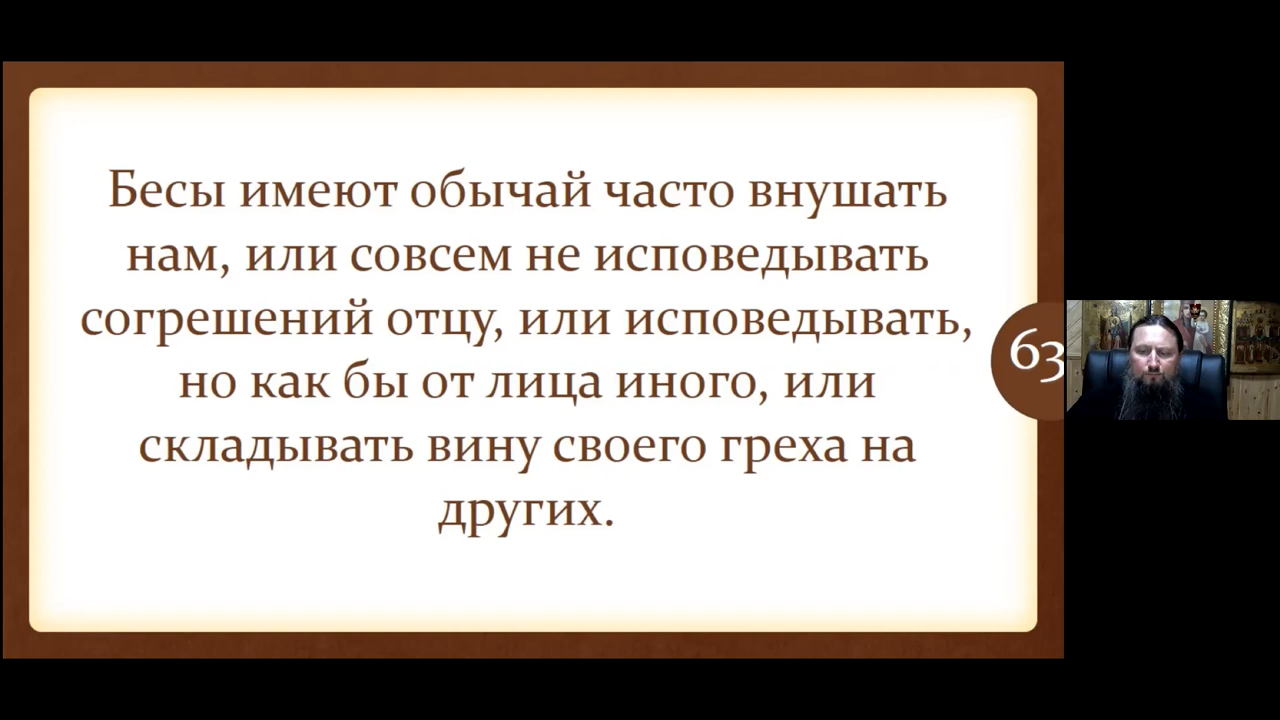 Бесы имеют обычай часто внушать
нам, или совсем не исповедывать
согрешений отцу, или исповедывать,
но как бы от лица иного, или
складывать вину своего греха на
других.
63